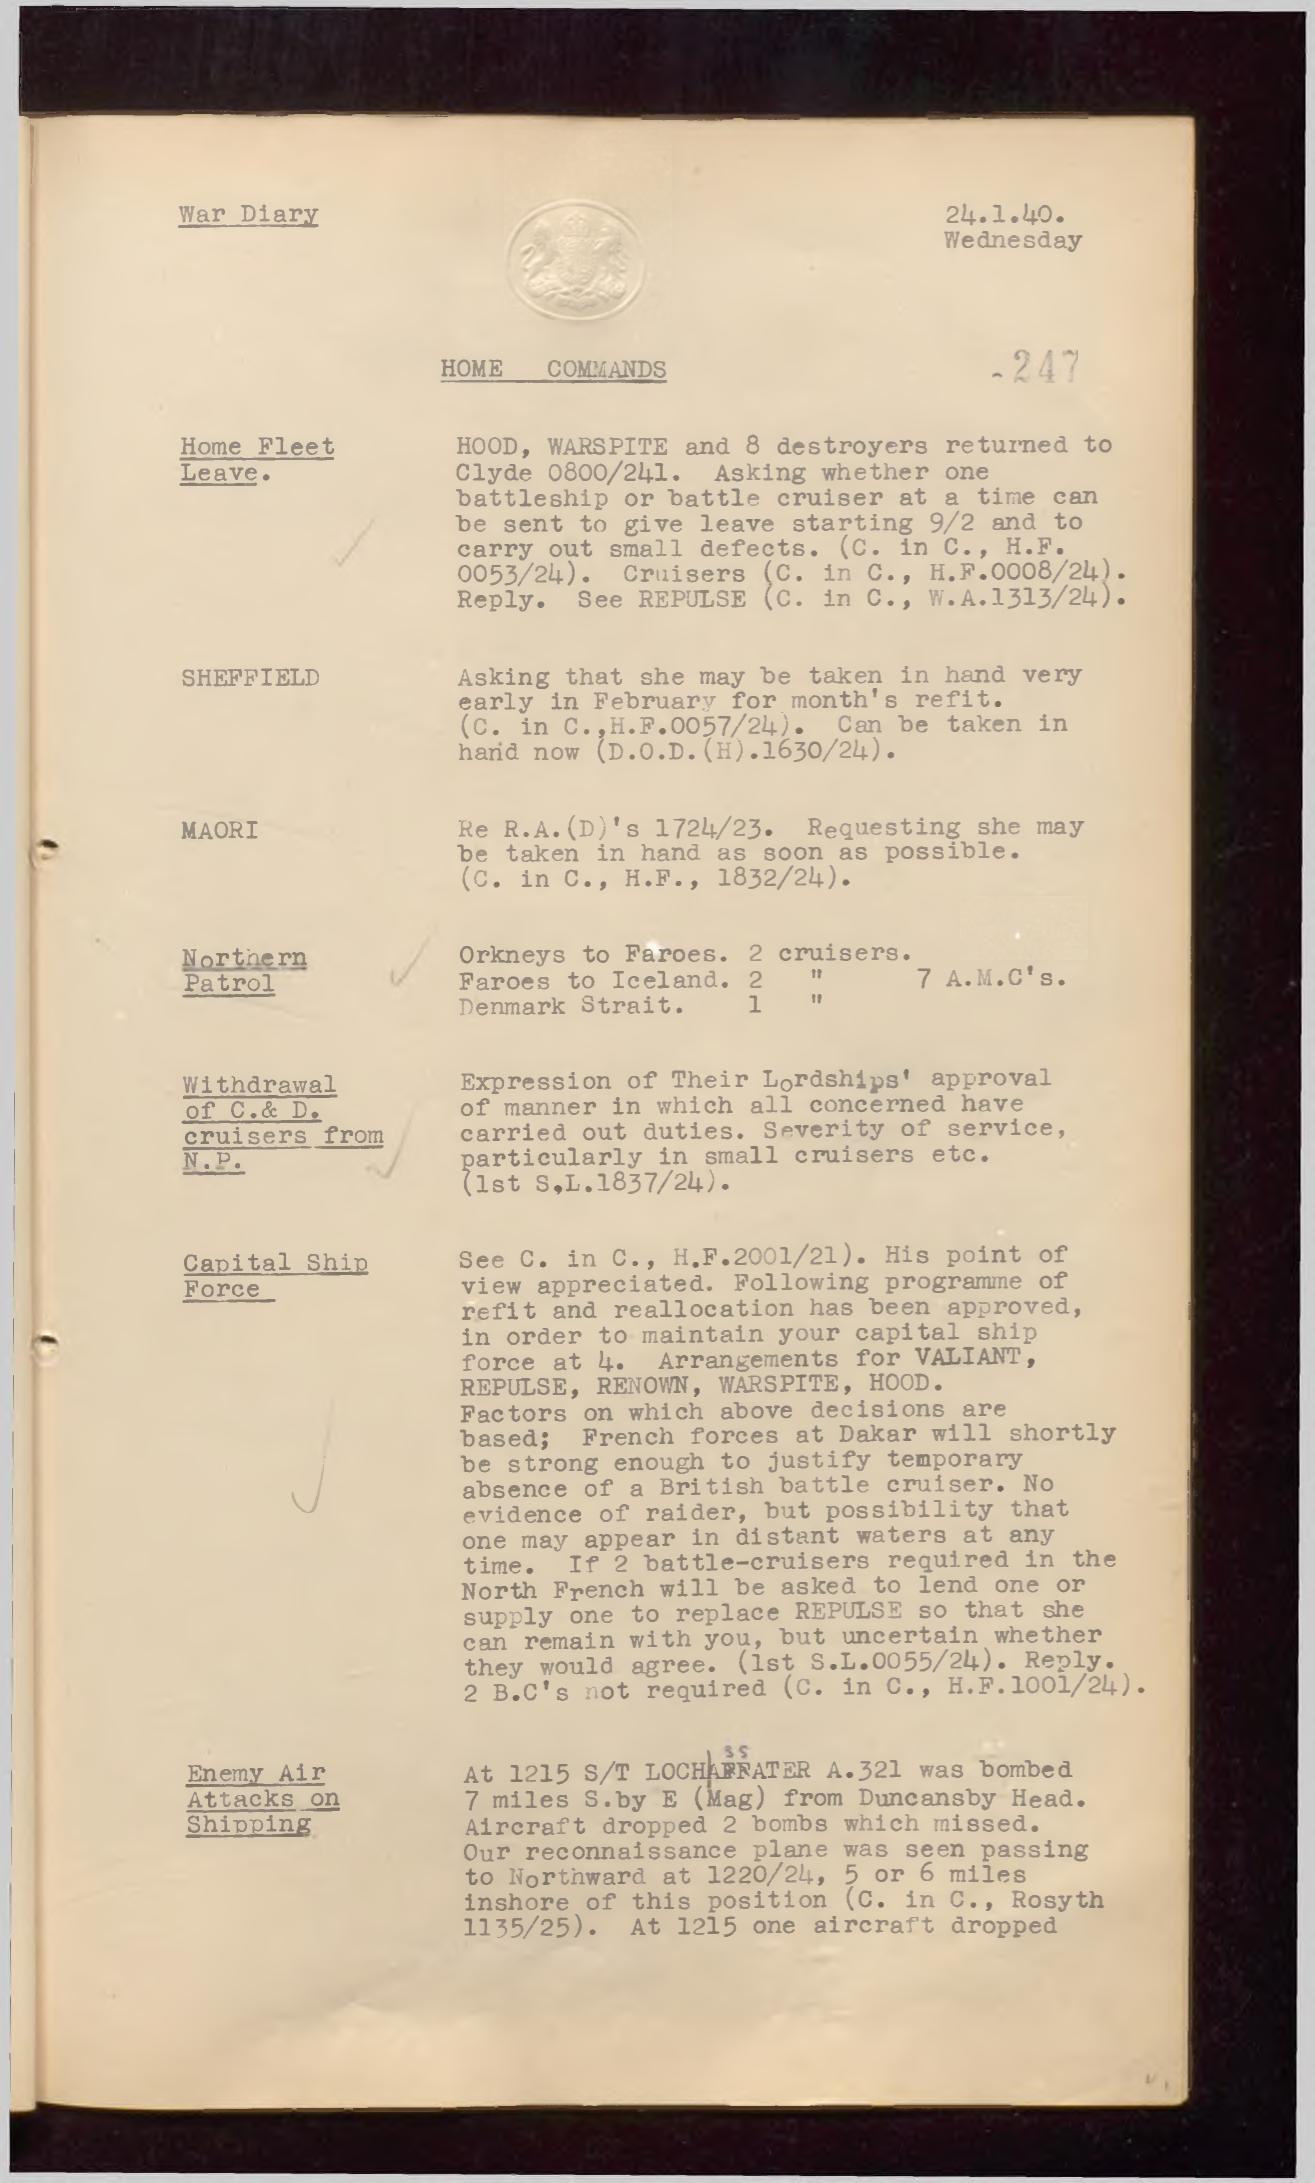 War Diary
24.1.40.
Wednesday
HOME COMMANDS
-247
Home Fleet
Leave.
HOOD, WARSPITE and 8 destroyers returned to
Clyde 0800/241. Asking whether one
battleship or battle cruiser at a time can
be sent to give leave starting 9/2 and to
carry out small defects. (C. in C., H.F.
0053/24). Cruisers (C. in C., H.F.0008/24).
Reply. See REPULSE (C. in C., W.A.1313/24).
SHEFFIELD
Asking that she may be taken in hand very
early in February for month's refit.
(C. in C.,H.F.0057/24). Can be taken in
hand now (D.O.D.(H).1630/24).
MAORI
Re R.A.(D)'s 1724/23. Requesting she may
be taken in hand as soon as possible.
(C. in C., H.F., 1832/24).
Northern
Patrol
Orkneys to Faroes. 2 cruisers.
Faroes to Iceland. 2 " 7 A.M.C's.
Denmark Strait. 1 "
Withdrawal
of C.& D.
cruisers from
N.P.
Expression of Their Lordships' approval
of manner in which all concerned have
carried out duties. Severity of service,
particularly in small cruisers etc.
(1st S.L.1837/24).
Capital Ship
Force
See C. in C., H.F.2001/21). His point of
view appreciated. Following programme of
refit and reallocation has been approved,
in order to maintain your capital ship
force at 4. Arrangements for VALIANT,
REPULSE, RENOWN, WARSPITE, HOOD.
Factors on which above decisions are
based; French forces at Dakar will shortly
be strong enough to justify temporary
absence of a British battle cruiser. No
evidence of raider, but possibility that
one may appear in distant waters at any
time. If 2 battle-cruisers required in the
North French will be asked to lend one or
supply one to replace REPULSE so that she
can remain with you, but uncertain whether
they would agree. (1st S.L.0055/24). Reply.
2 B.C's not required (C. in C., H.F.1001/24).
Enemy Air
Attacks on
Shipping
At 1215 S/T A.321 was bombed
7 miles S.by E (Mag) from Duncansby Head.
Aircraft dropped 2 bombs which missed.
Our reconnaissance plane was seen passing
to Northward at 1220/24, 5 or 6 miles
inshore of this position (C. in C., Rosyth
1135/25). At 1215 one aircraft dropped